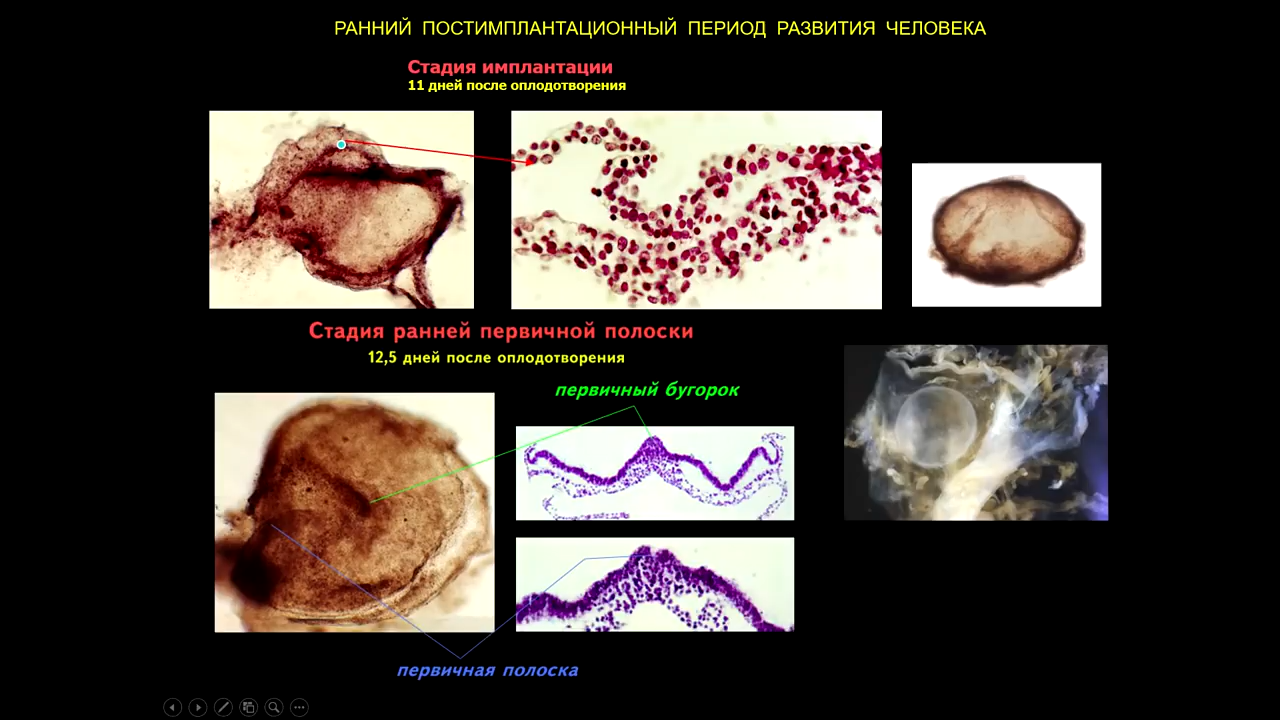 РАННИЙ ПОСТИМПЛАНТАЦИОННЫЙ ПЕРИОД РАЗВИТИЯ ЧЕЛОВЕКА
Стадия имплантации
11 дней после оплодотворения
Стадия ранней первичной полоски
12,5 дней после оплодотворения
первичный бугорок
первичная полоска